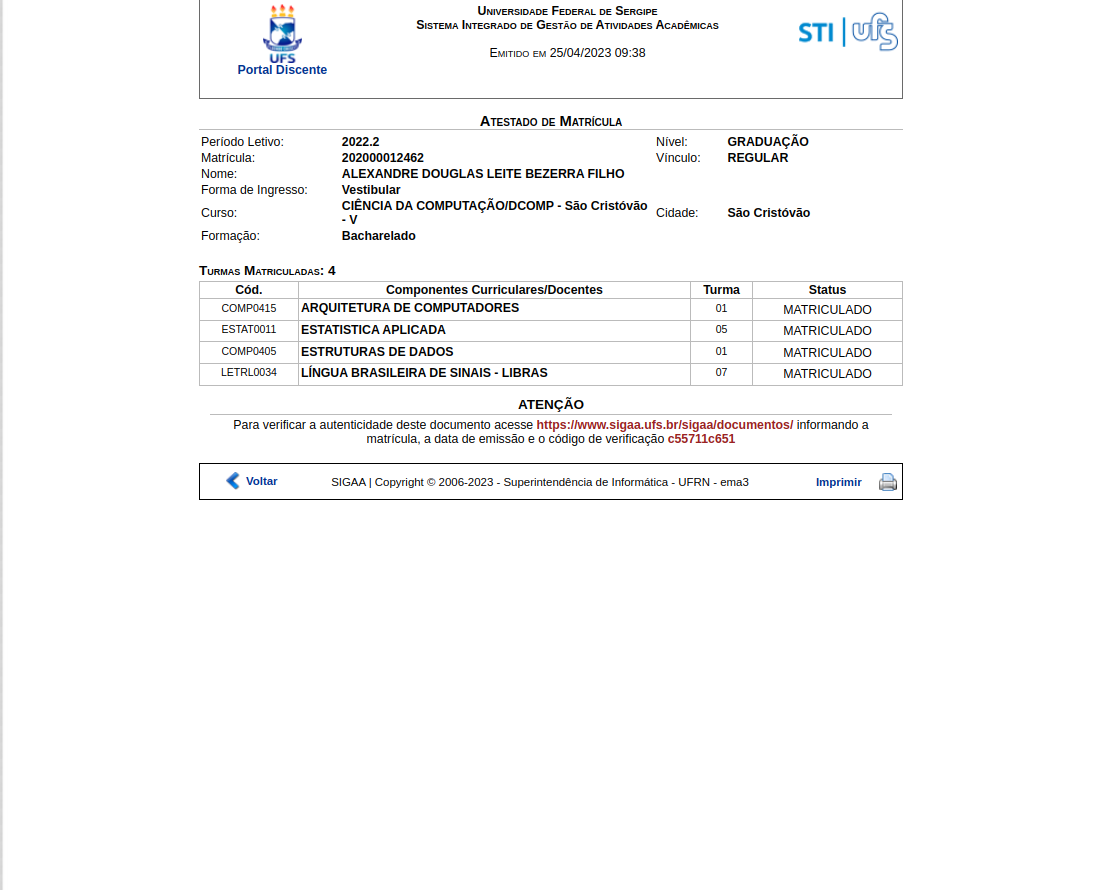 Universidade Federal de Sergipe
Sistema Integrado de Gestão de Atividades Acadêmicas
Emitido em 25/04/2023 09:38
UFS
Portal Discente
STI | ufs
Atestado de Matrícula
Período Letivo: 2022.2 Nível: GRADUAÇÃO
Matrícula: 202000012462 Vínculo: REGULAR
Nome: ALEXANDRE DOUGLAS LEITE BEZERRA FILHO
Forma de Ingresso: Vestibular
Curso: CIÊNCIA DA COMPUTAÇÃO/DCOMP - São Cristóvão
- V
Cidade: São Cristóvão
Formação: Bacharelado
Turmas Matriculadas: 4
Cód. Componentes Curriculares/Docentes Turma Status
COMP0415 ARQUITETURA DE COMPUTADORES 01 MATRICULADO
ESTAT0011 ESTATISTICA APLICADA 05 MATRICULADO
COMP0405 ESTRUTURAS DE DADOS 01 MATRICULADO
LETRL0034 LÍNGUA BRASILEIRA DE SINAIS - LIBRAS 07 MATRICULADO
ATENÇÃO
Para verificar a autenticidade deste documento acesse https://www.sigaa.ufs.br/sigaa/documentos/ informando a
matrícula, a data de emissão e o código de verificação c55711c651
Voltar SIGAA | Copyright © 2006-2023 - Superintendência de Informática - UFRN - ema3 Imprimir